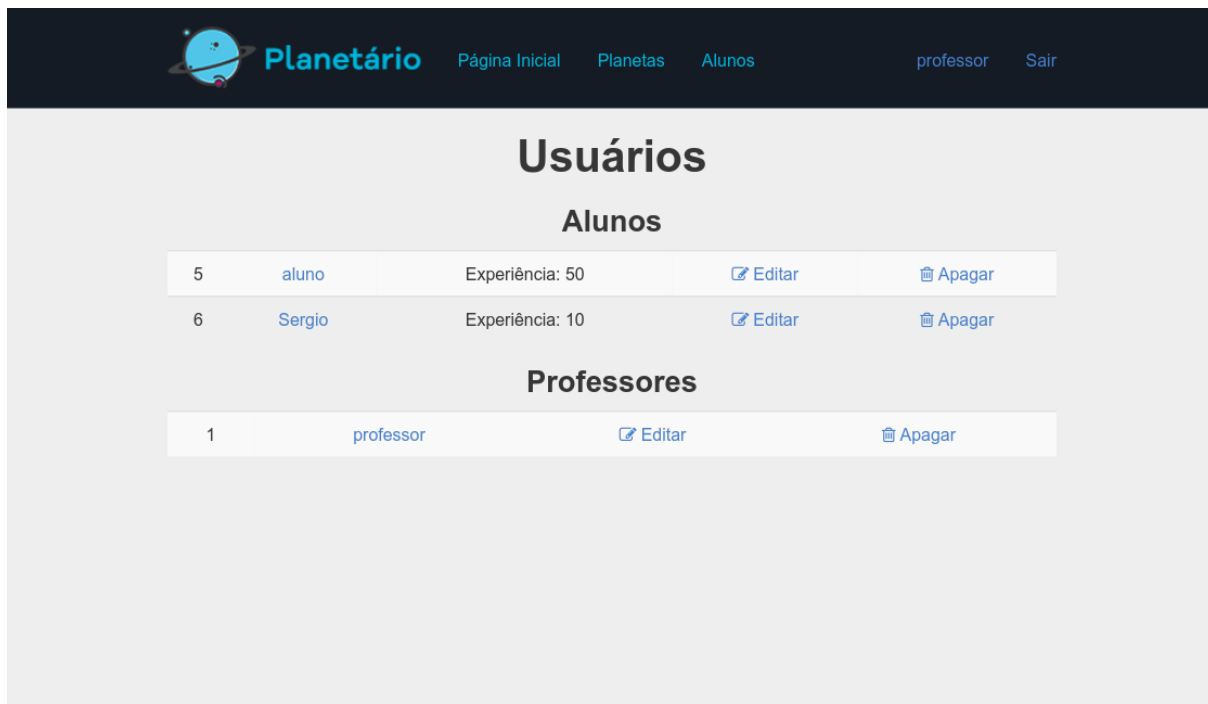 Planetário Página Inicial Planetas Alunos professor Sair
Usuários
Alunos
5 aluno Experiência: 50 Editar Apagar
6 Sergio Experiência: 10 Editar Apagar
Professores
1 professor Editar Apagar